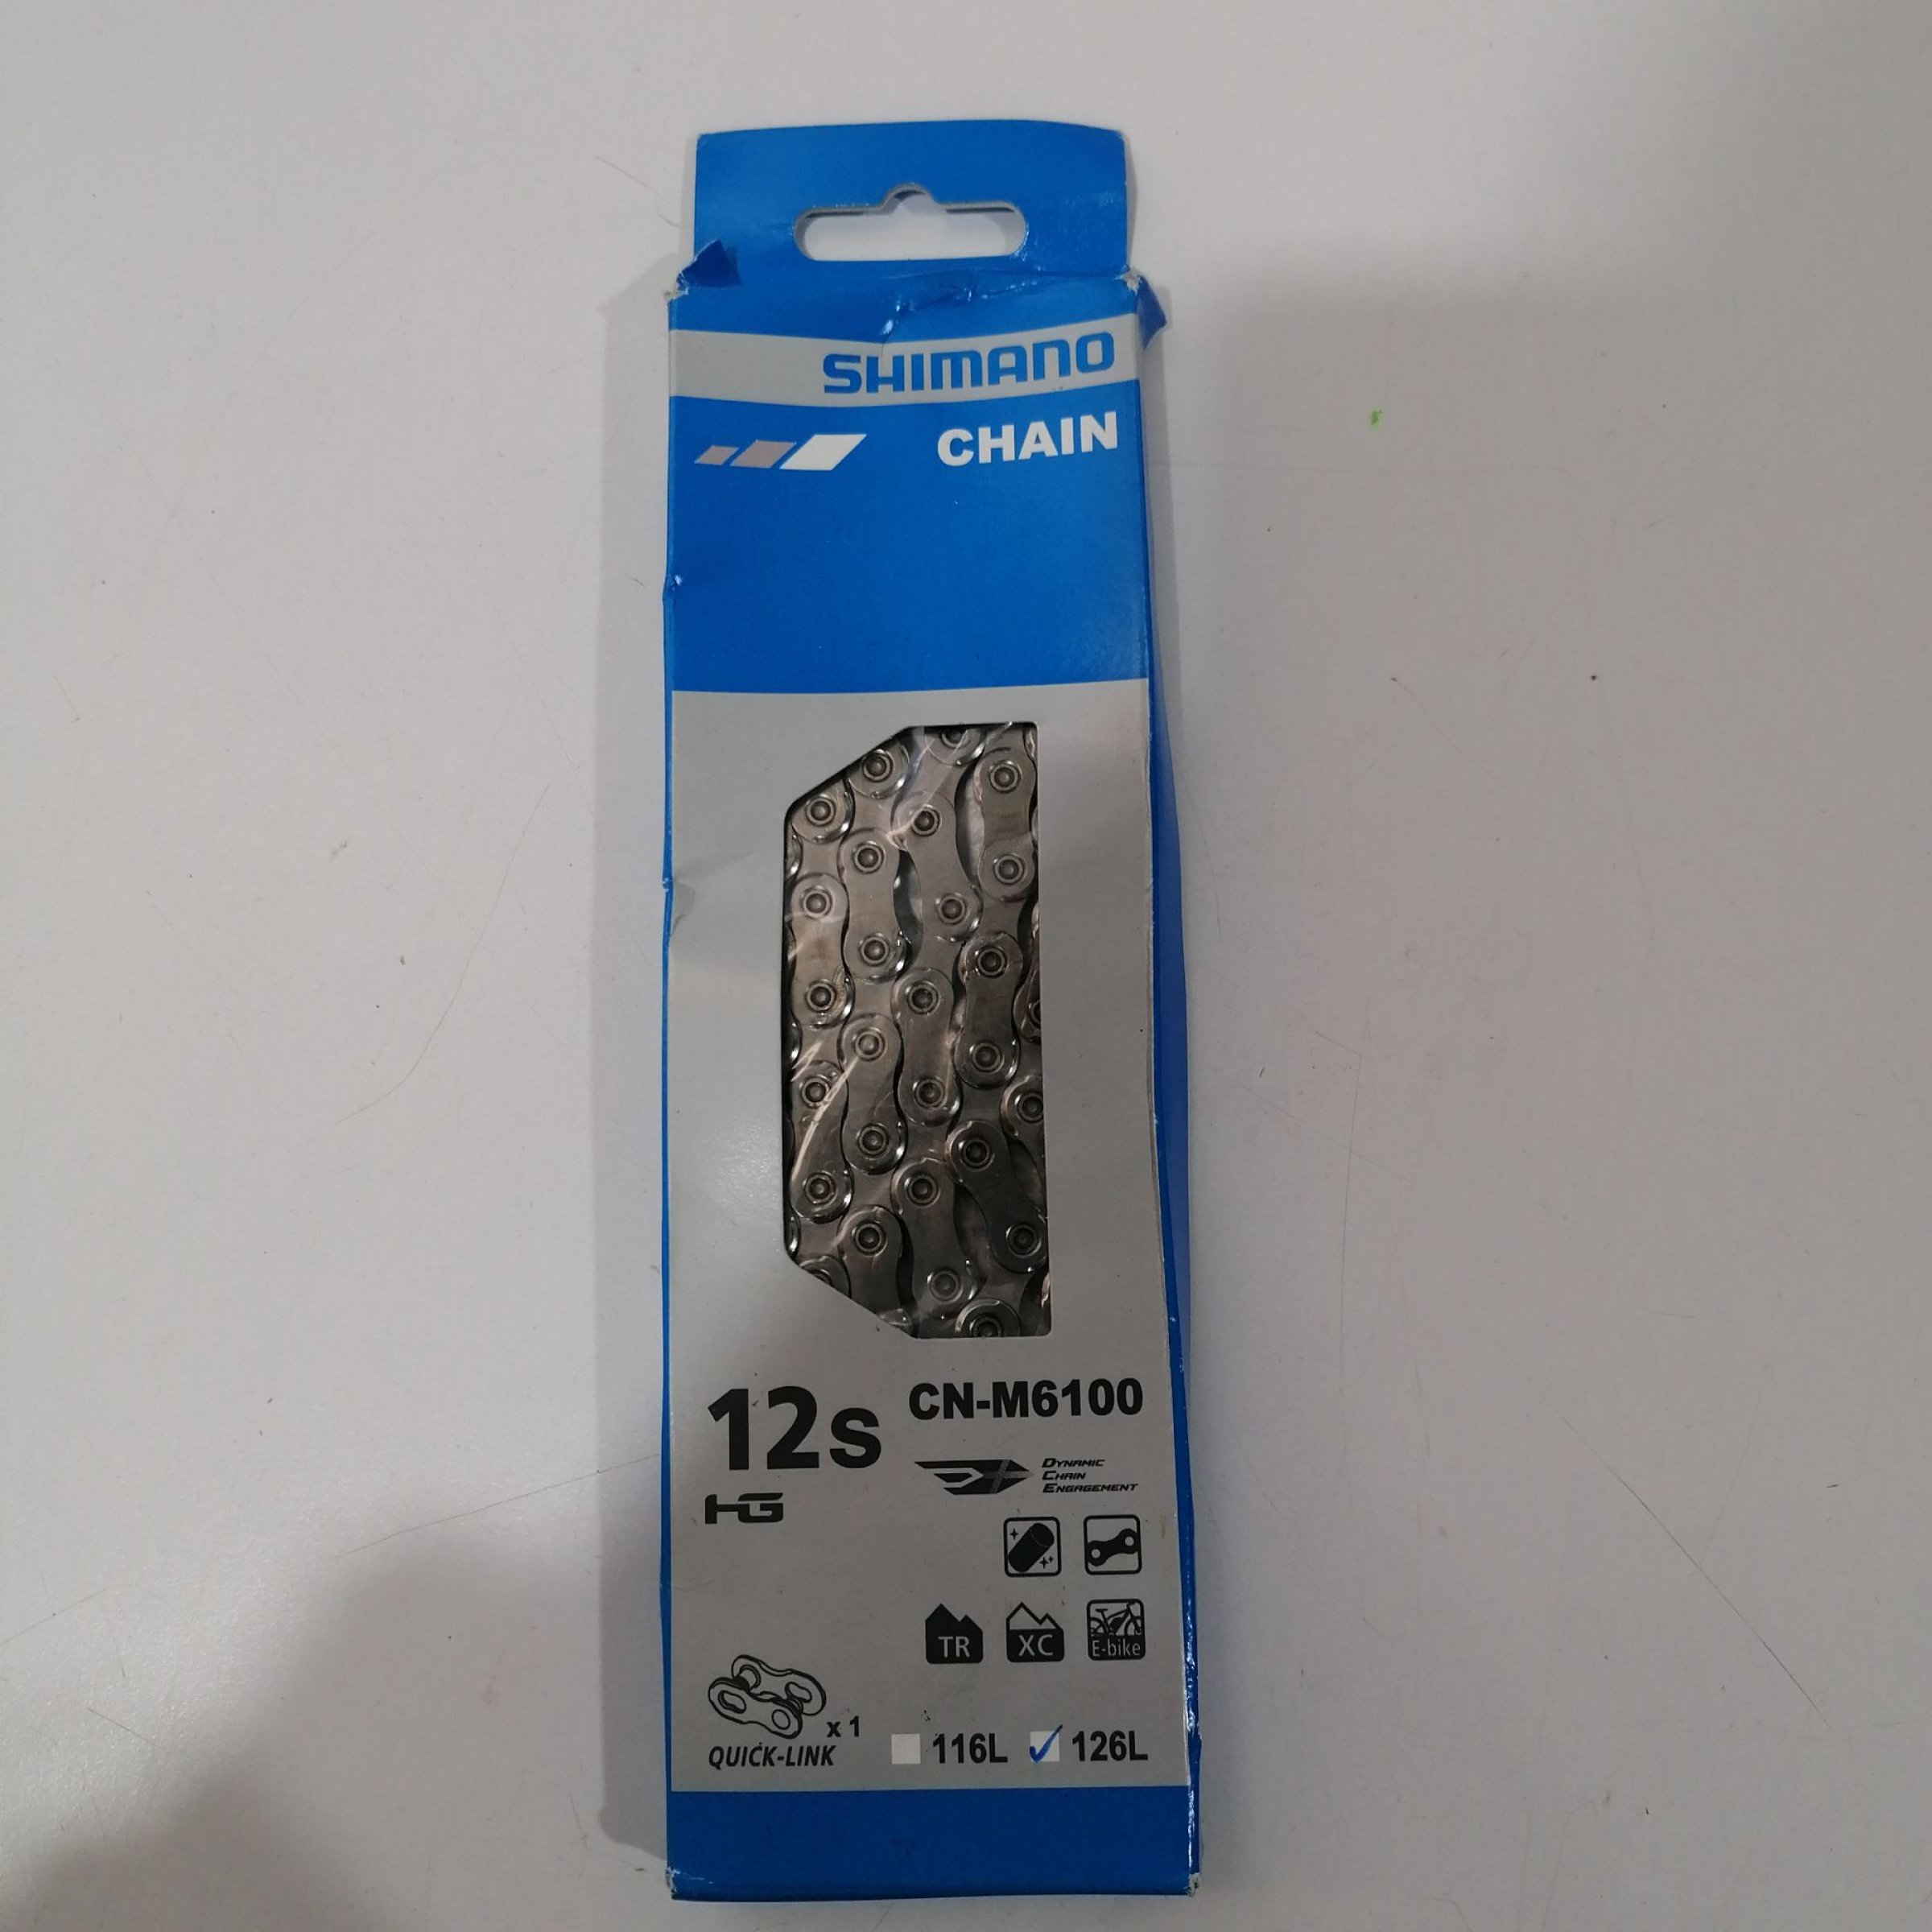 SHIMANO
CHAIN
12s CN-M6100
HG
DYNAMIC
CHAIN
ENGAGEMENT
TR XC E-bike
x 1
QUICK-LINK
116L 126L